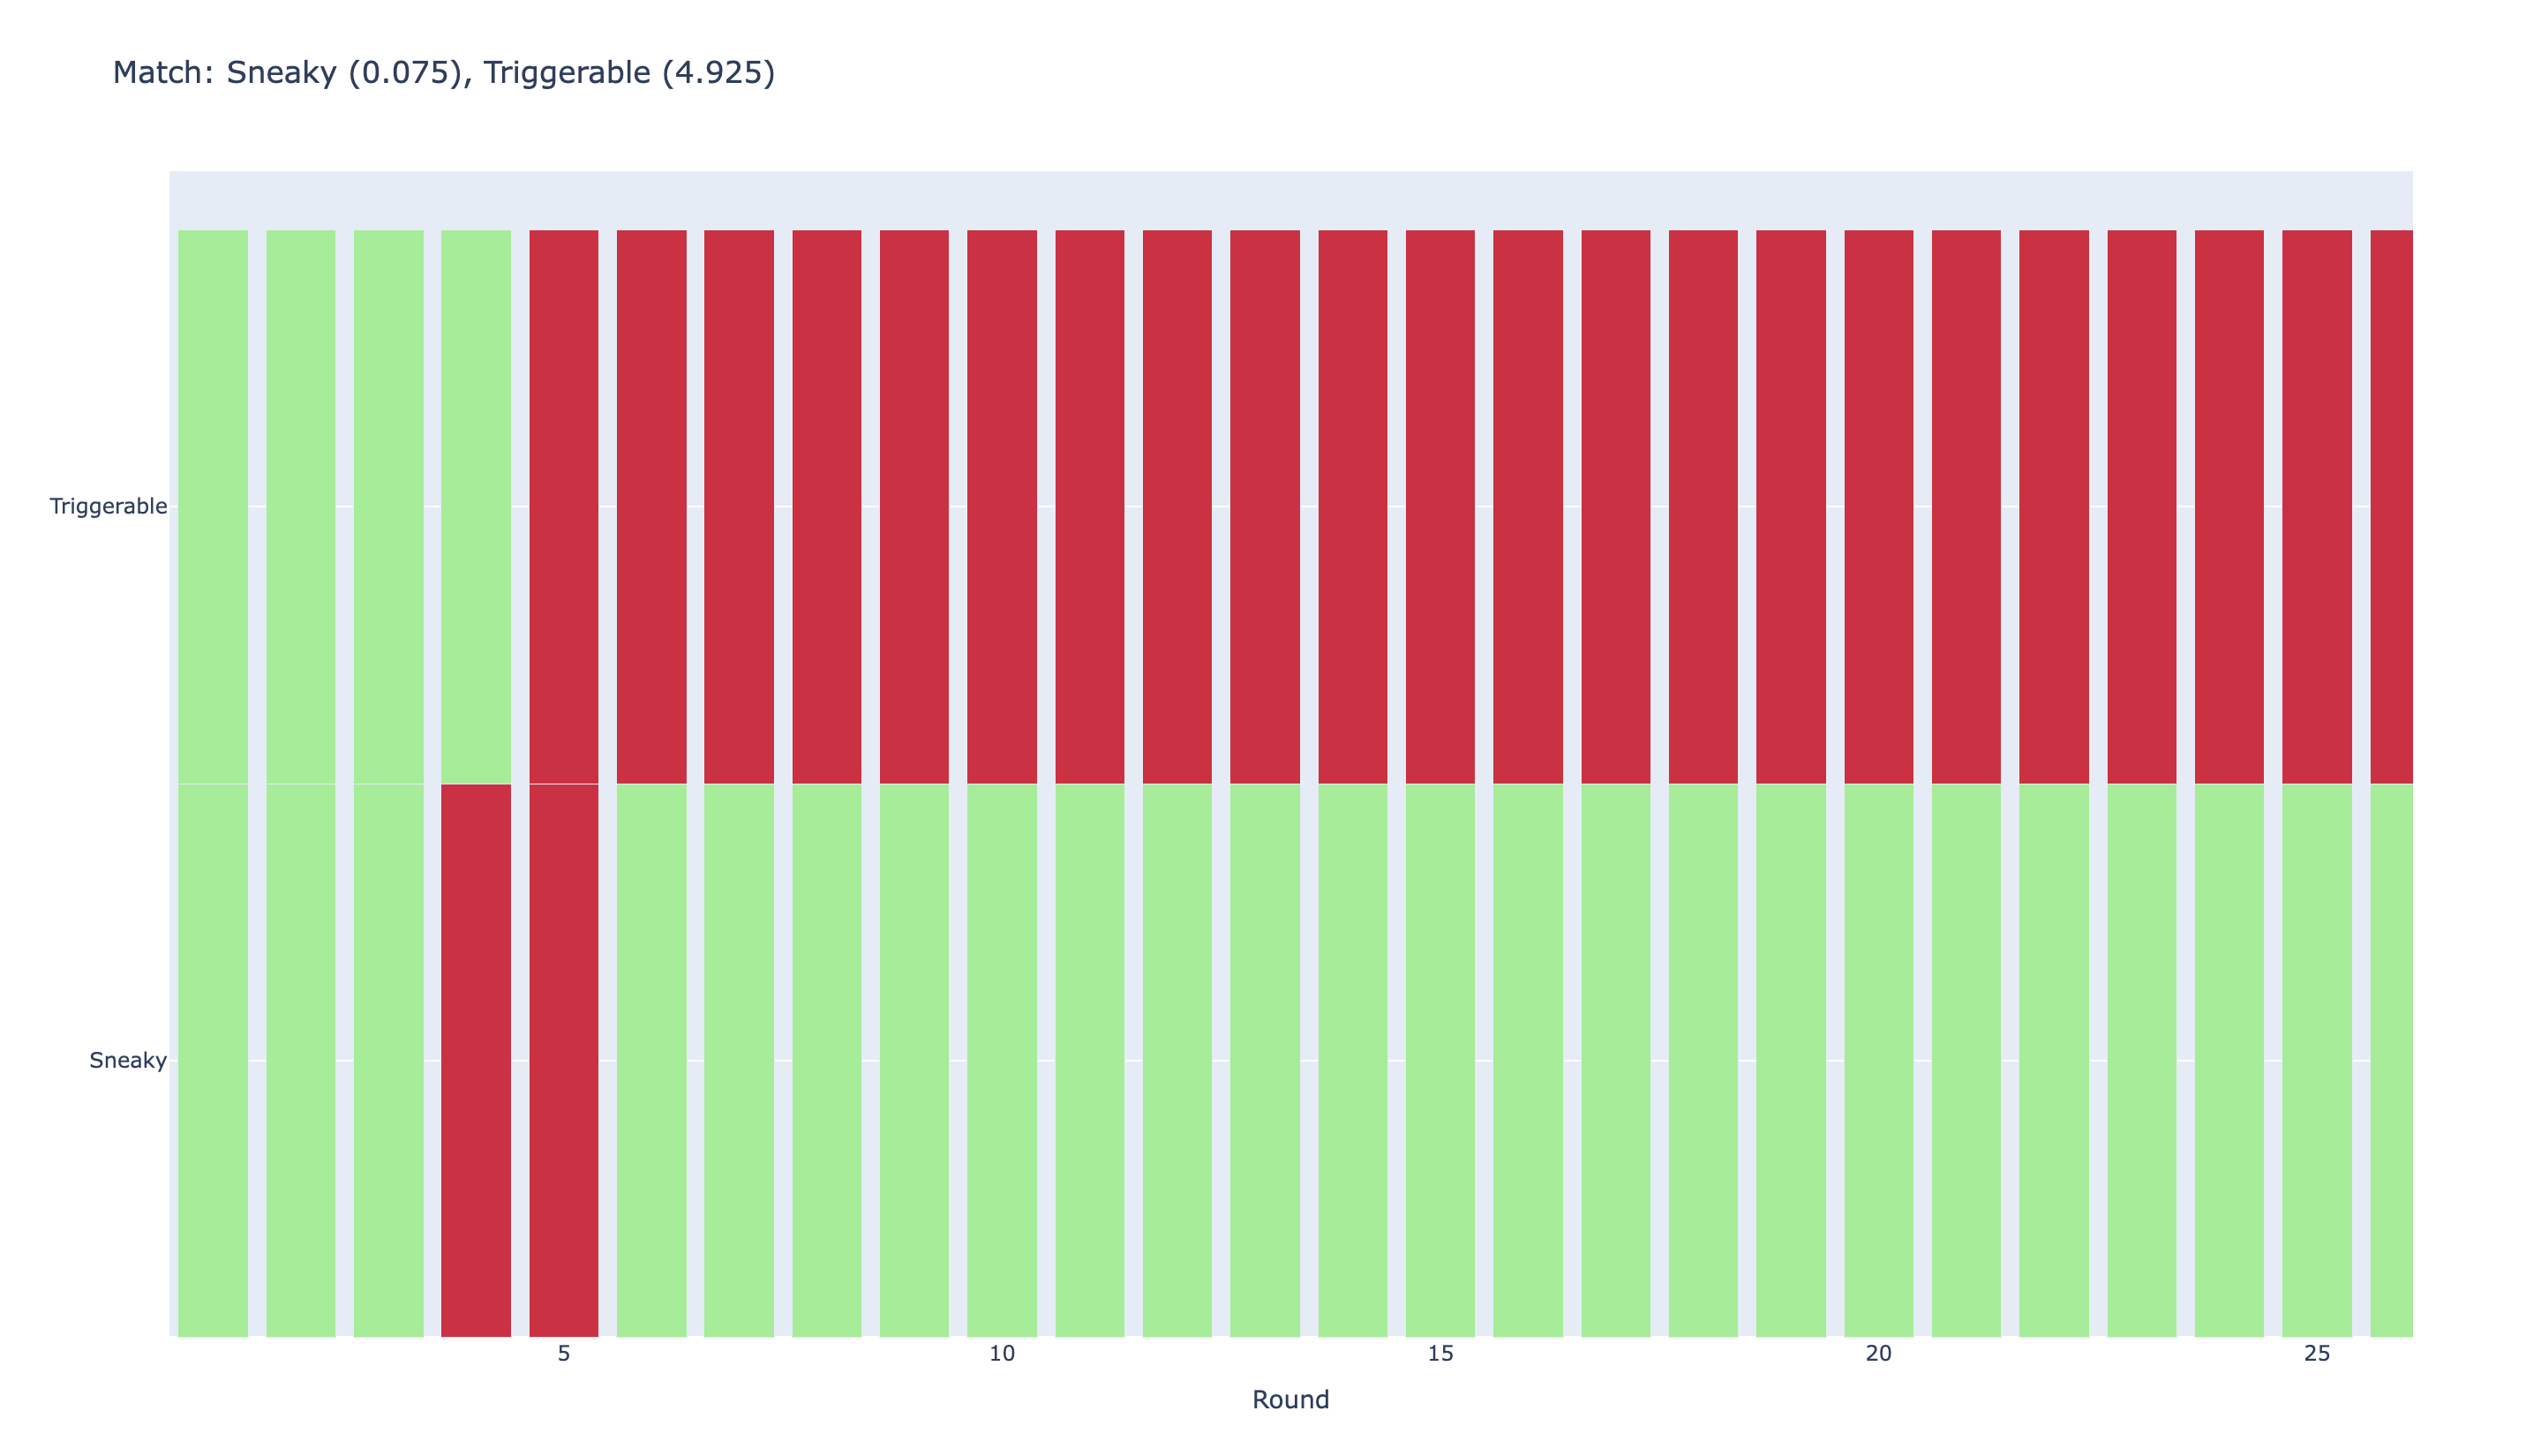 Match: Sneaky (0.075), Triggerable (4.925)
Triggerable
Sneaky
5 10 15 20 25
Round